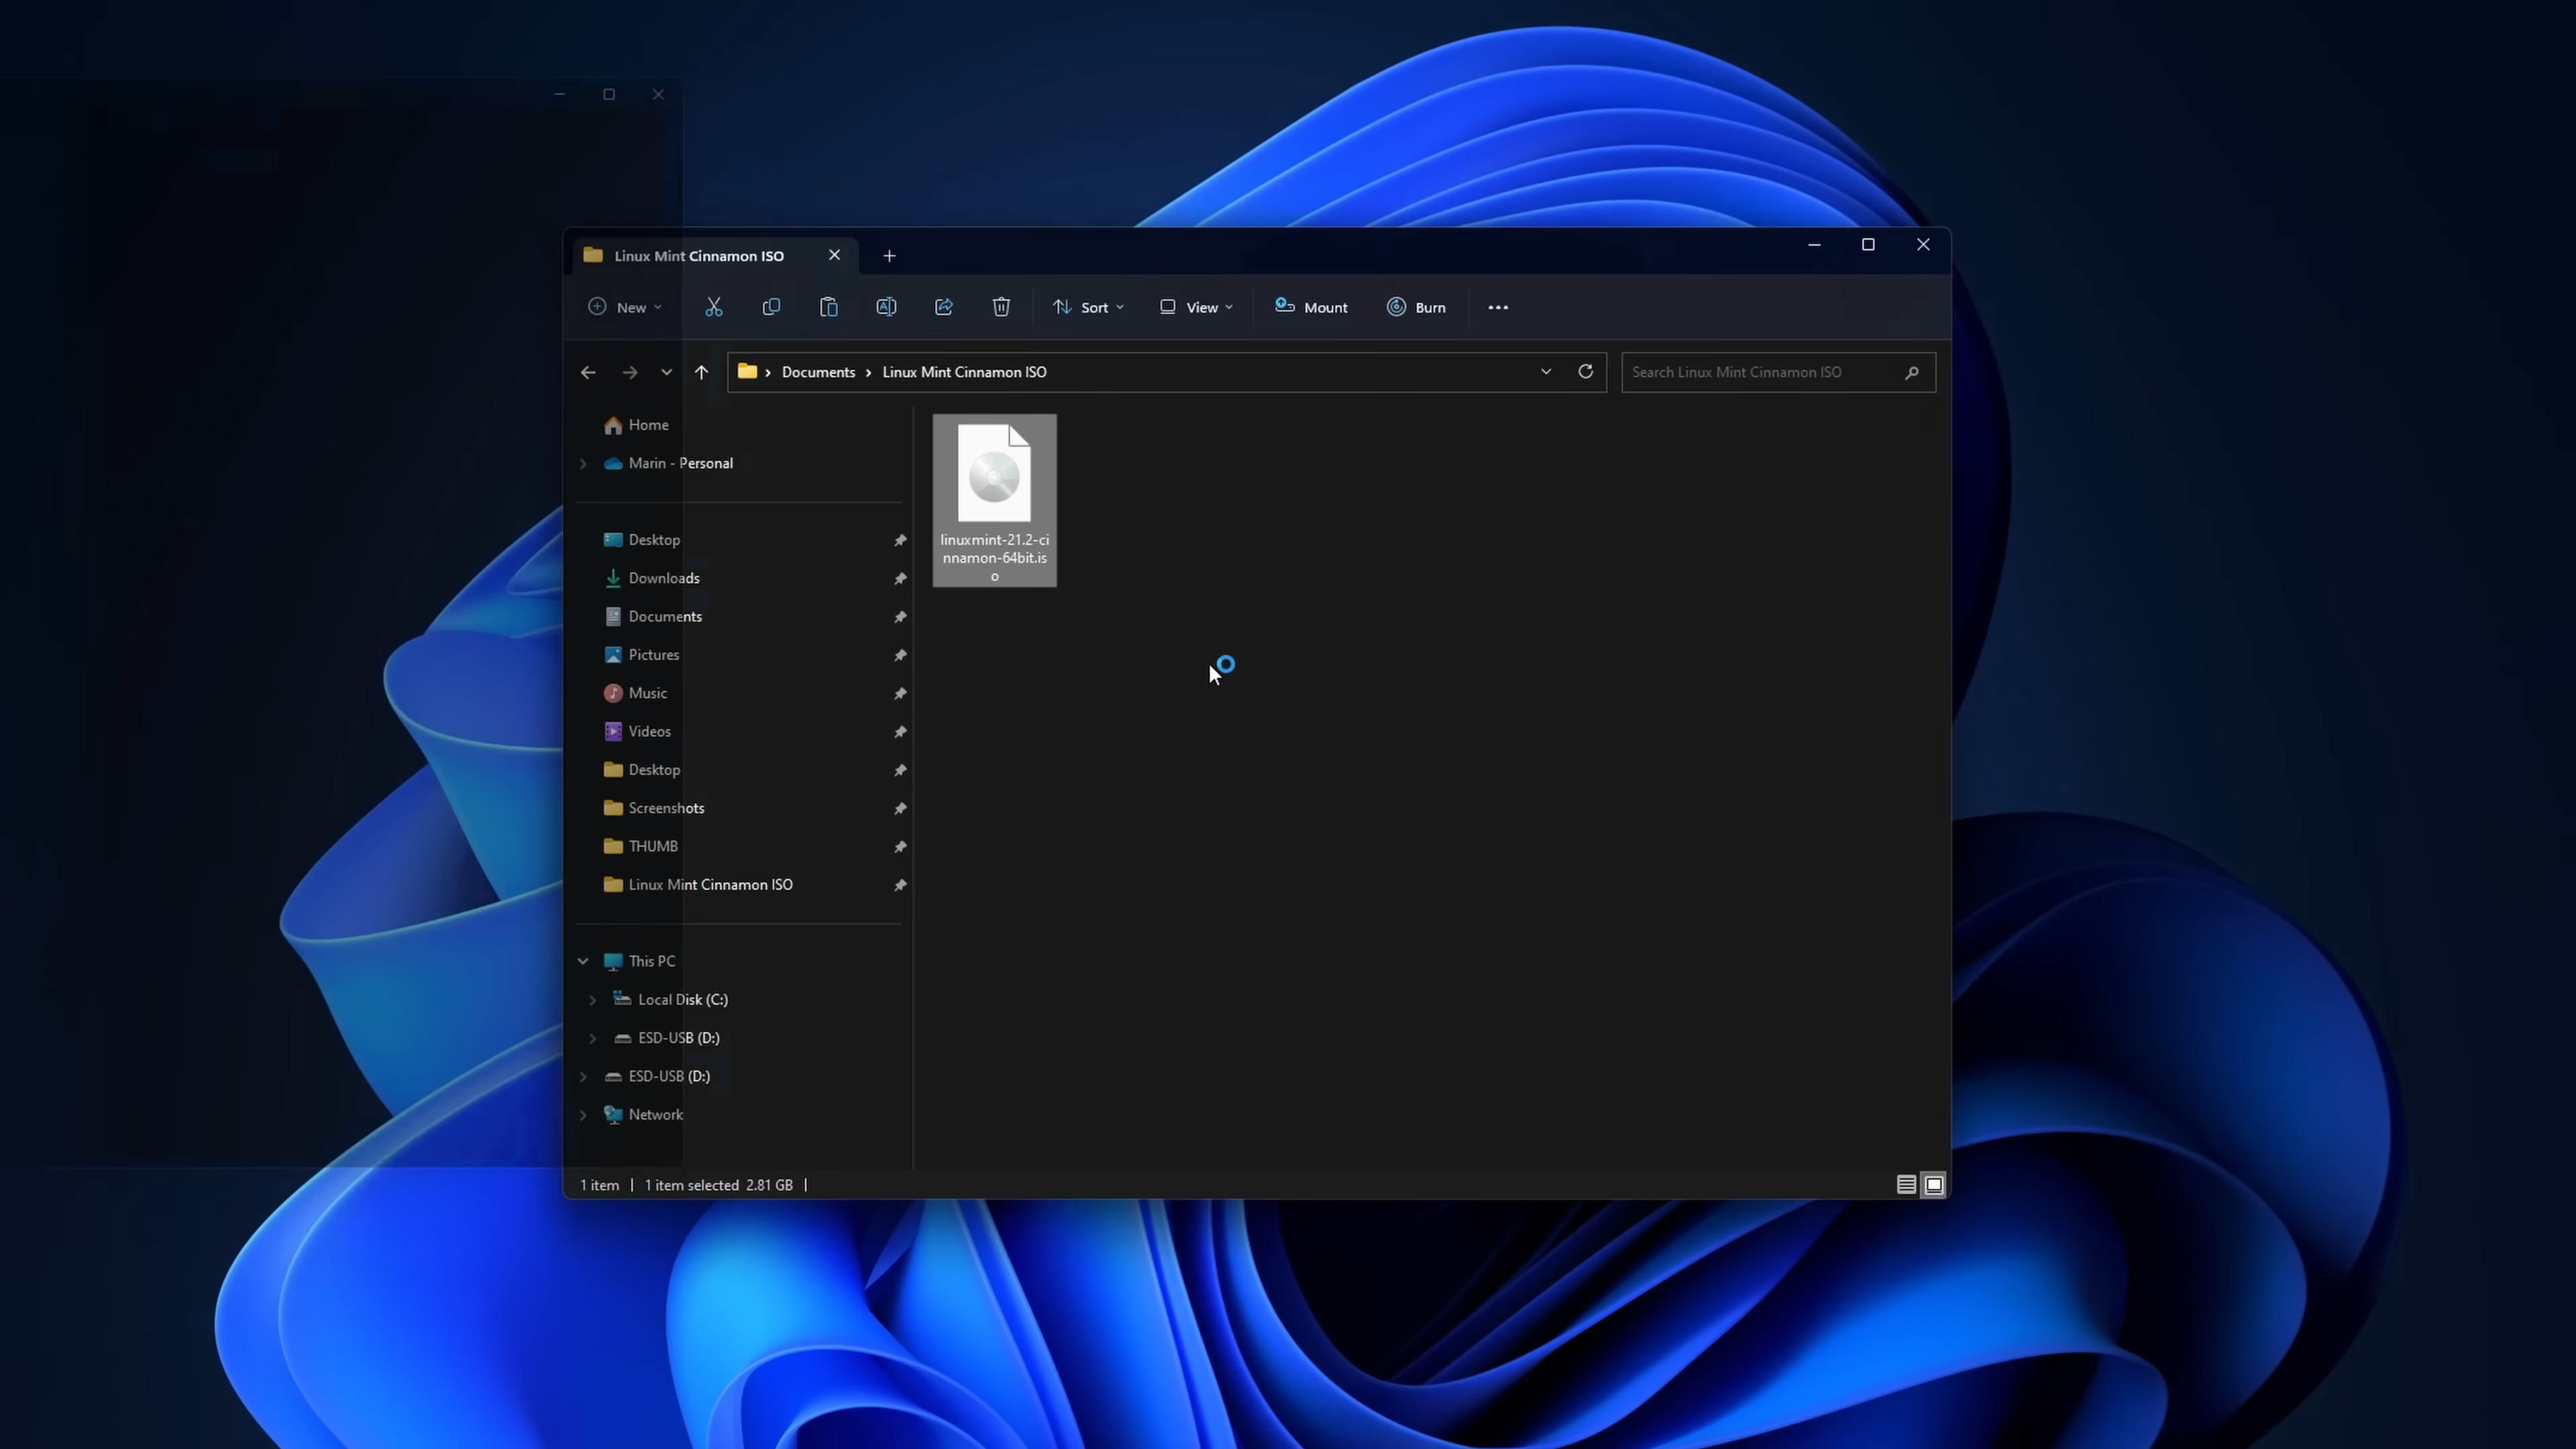 Linux Mint Cinnamon ISO
New
Sort
View
Mount
Burn
Documents
Linux Mint Cinnamon ISO
Search Linux Mint Cinnamon ISO
Home
Marin - Personal
Desktop
Downloads
Documents
Pictures
Music
Videos
Desktop
Screenshots
THUMB
Linux Mint Cinnamon ISO
This PC
Local Disk (C:)
ESD-USB (D:)
ESD-USB (D:)
Network
linuxmint-21.2-ci
nnamon-64bit.is
o
1 item
1 item selected 2.81 GB